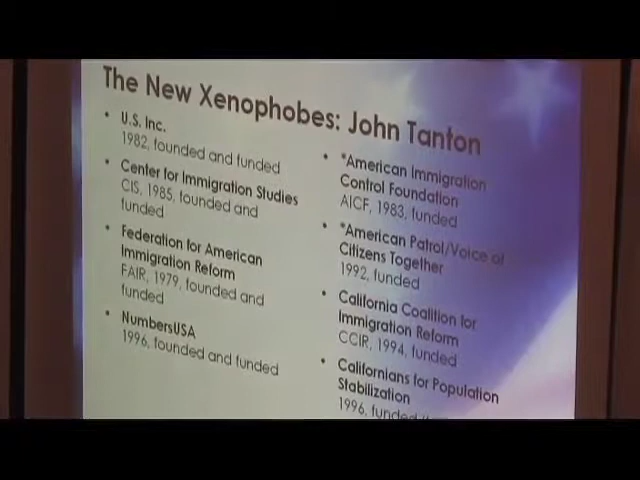 The New Xenophobes: John Tanton
• U.S. Inc.
1982, founded and funded
• Center for Immigration Studies
CIS, 1985, founded and
funded
• Federation for American
Immigration Reform
FAIR, 1979, founded and
funded
• NumbersUSA
1996, founded and funded
• *American Immigration
Control Foundation
AICF, 1983, funded
• *American Patrol/Voice of
Citizens Together
1992, funded
• California Coalition for
Immigration Reform
CCIR, 1994, funded
• Californians for Population
Stabilization
1996, funded